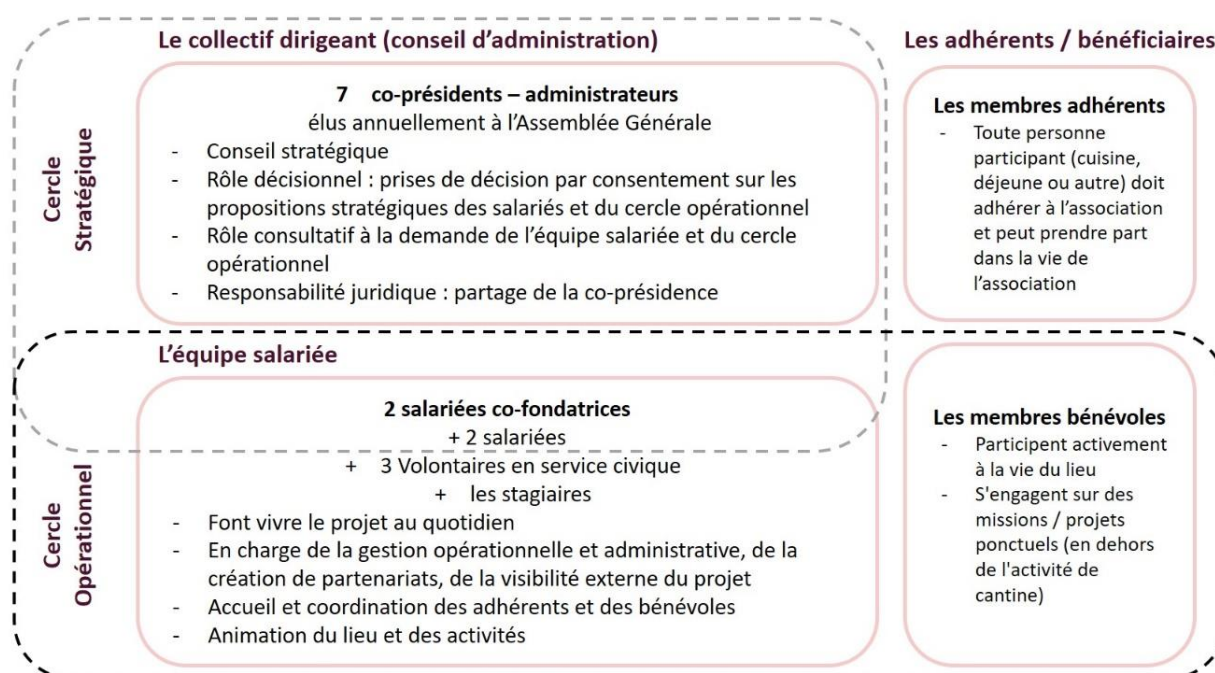 Le collectif dirigeant (conseil d’administration)
7 co-présidents – administrateurs
élus annuellement à l’Assemblée Générale
- Conseil stratégique
- Rôle décisionnel : prises de décision par consentement sur les
propositions stratégiques des salariés et du cercle opérationnel
- Rôle consultatif à la demande de l’équipe salariée et du cercle
opérationnel
- Responsabilité juridique : partage de la co-présidence
Cercle
Stratégique
Les adhérents / bénéficiaires
Les membres adhérents
- Toute personne
participant (cuisine,
déjeune ou autre) doit
adhérer à l’association
et peut prendre part
dans la vie de
l’association
L’équipe salariée
2 salariées co-fondatrices
+ 2 salariées
+ 3 Volontaires en service civique
+ les stagiaires
- Font vivre le projet au quotidien
- En charge de la gestion opérationnelle et administrative, de la
création de partenariats, de la visibilité externe du projet
- Accueil et coordination des adhérents et des bénévoles
- Animation du lieu et des activités
Cercle
Opérationnel
Les membres bénévoles
- Participent activement
à la vie du lieu
- S'engagent sur des
missions / projets
ponctuels (en dehors
de l'activité de
cantine)